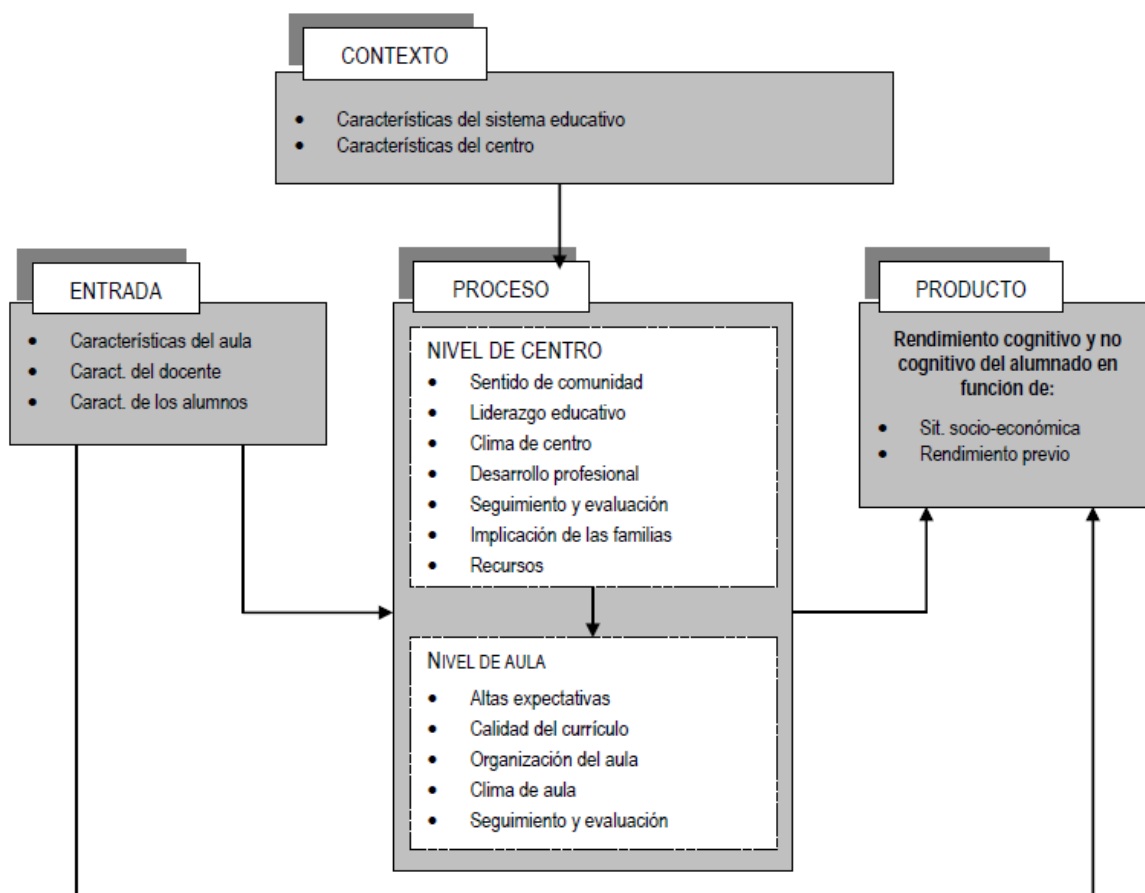 CONTEXTO
Características del sistema educativo
Características del centro
ENTRADA
Características del aula
Caract. del docente
Caract. de los alumnos
PROCESO
NIVEL DE CENTRO
Sentido de comunidad
Liderazgo educativo
Clima de centro
Desarrollo profesional
Seguimiento y evaluación
Implicación de las familias
Recursos
NIVEL DE AULA
Altas expectativas
Calidad del currículo
Organización del aula
Clima de aula
Seguimiento y evaluación
PRODUCTO
Rendimiento cognitivo y no
cognitivo del alumnado en
función de:
Sit. socio-económica
Rendimiento previo